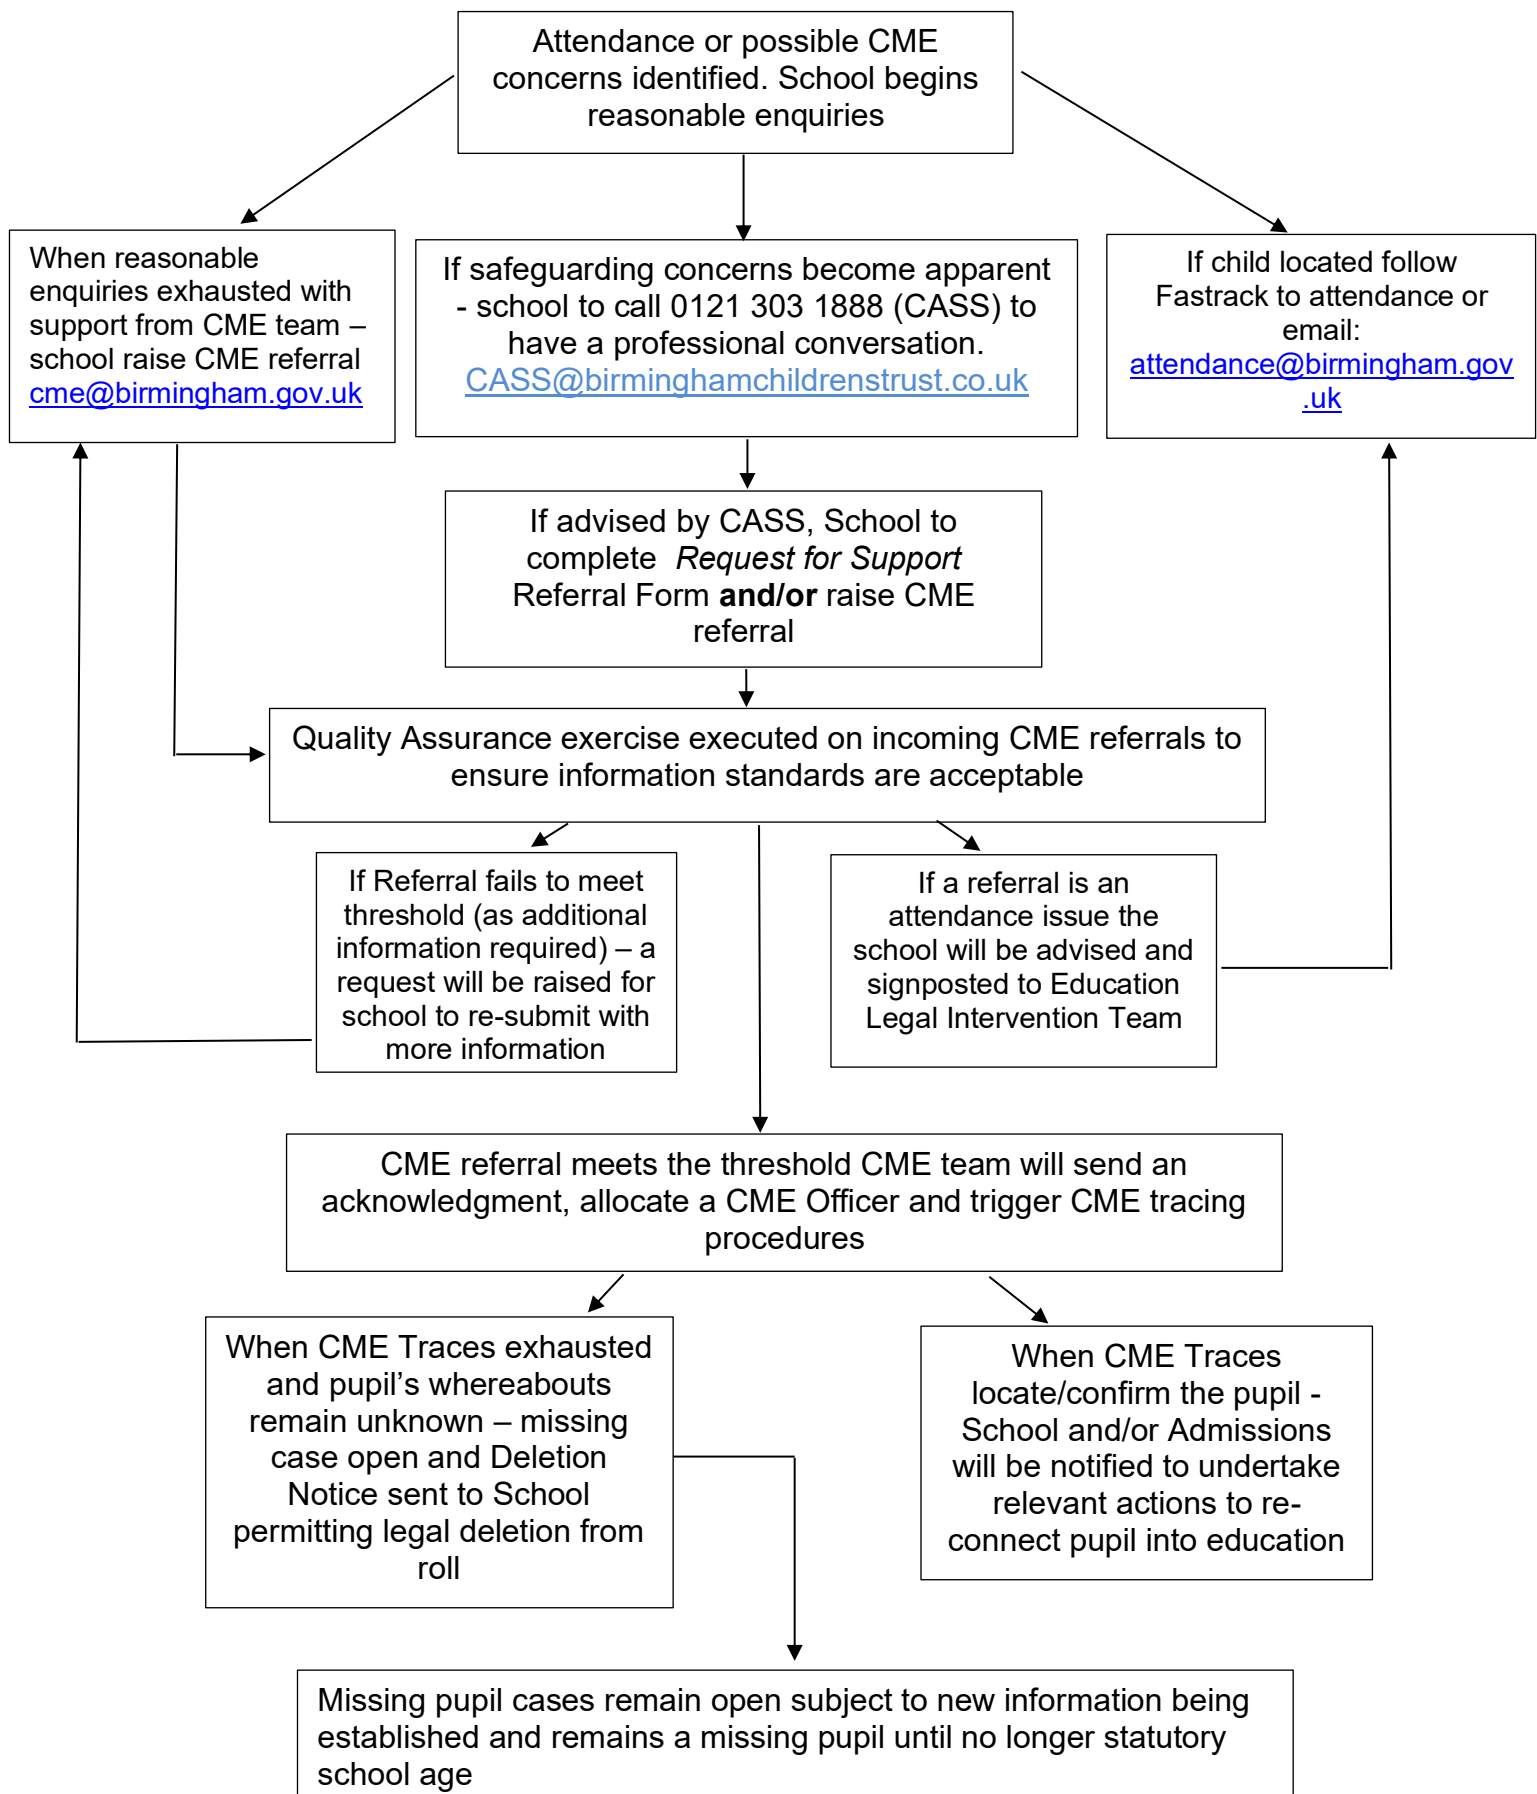 Attendance or possible CME
concerns identified. School begins
reasonable enquiries
When reasonable
enquiries exhausted with
support from CME team –
school raise CME referral
cme@birmingham.gov.uk
If safeguarding concerns become apparent
- school to call 0121 303 1888 (CASS) to
have a professional conversation.
CASS@birminghamchildrenstrust.co.uk
If child located follow
Fastrack to attendance or
email:
attendance@birmingham.gov
.uk
If advised by CASS, School to
complete Request for Support
Referral Form and/or raise CME
referral
Quality Assurance exercise executed on incoming CME referrals to
ensure information standards are acceptable
If Referral fails to meet
threshold (as additional
information required) – a
request will be raised for
school to re-submit with
more information
If a referral is an
attendance issue the
school will be advised and
signposted to Education
Legal Intervention Team
CME referral meets the threshold CME team will send an
acknowledgment, allocate a CME Officer and trigger CME tracing
procedures
When CME Traces exhausted
and pupil’s whereabouts
remain unknown – missing
case open and Deletion
Notice sent to School
permitting legal deletion from
roll
When CME Traces
locate/confirm the pupil -
School and/or Admissions
will be notified to undertake
relevant actions to re-
connect pupil into education
Missing pupil cases remain open subject to new information being
established and remains a missing pupil until no longer statutory
school age